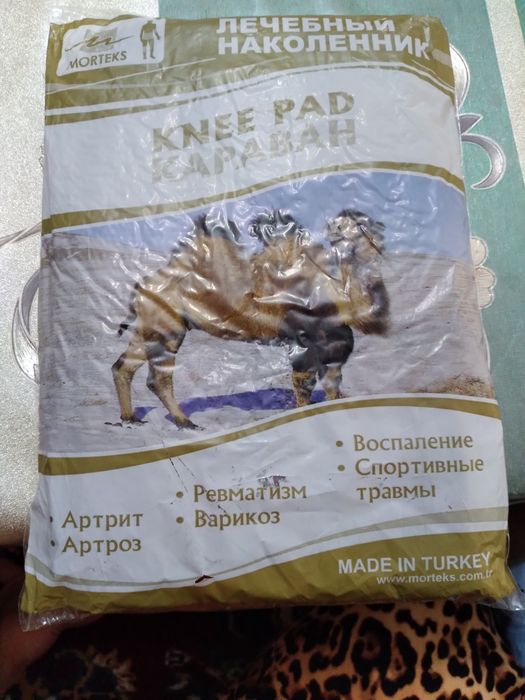 MORTEKS
ЛЕЧЕБНЫЙ
НАКОЛЕННИК
KNEE PAD
КАРАВАН
• Воспаление
• Спортивные
травмы
• Ревматизм
• Варикоз
• Артрит
• Артроз
MADE IN TURKEY
www.morteks.com.tr